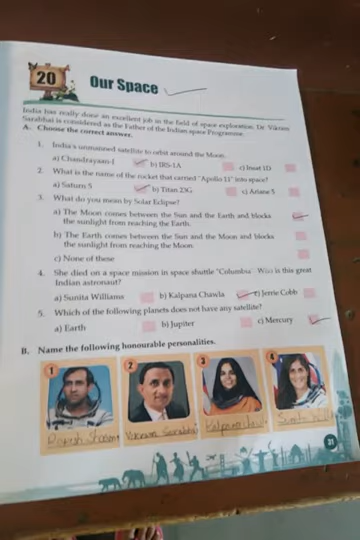 20
Our Space
India has really done an excellent job in the field of space exploration. Dr. Vikram
Sarabhai is considered as the Father of the Indian space Programme.
A. Choose the correct answer.
1. India's unmanned satellite to orbit around the Moon.
a) Chandrayaan-I b) IRS-1A c) Insat 1D
2. What is the name of the rocket that carried "Apollo 11" into space?
a) Saturn 5 b) Titan 23G c) Ariane 5
3. What do you mean by Solar Eclipse?
a) The Moon comes between the Sun and the Earth and blocks
the sunlight from reaching the Earth.
b) The Earth comes between the Sun and the Moon and blocks
the sunlight from reaching the Moon.
c) None of these
4. She died on a space mission in space shuttle "Columbia". Who is this great
Indian astronaut?
a) Sunita Williams b) Kalpana Chawla c) Jerrie Cobb
5. Which of the following planets does not have any satellite?
a) Earth b) Jupiter c) Mercury
B. Name the following honourable personalities.
1 2 3 4
Rakesh Sharma Vikram Sarabhai Kalpana Sunita
31